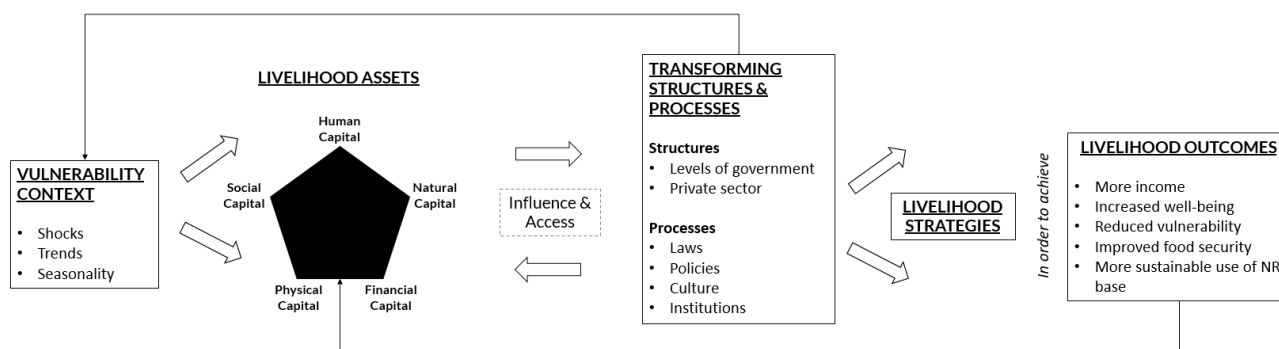 LIVELIHOOD ASSETS
VULNERABILITY
CONTEXT
• Shocks
• Trends
• Seasonality
Human
Capital
Social
Capital
Natural
Capital
Physical
Capital
Financial
Capital
Influence &
Access
TRANSFORMING
STRUCTURES &
PROCESSES
Structures
• Levels of government
• Private sector
Processes
• Laws
• Policies
• Culture
• Institutions
LIVELIHOOD
STRATEGIES
In order to achieve
LIVELIHOOD OUTCOMES
• More income
• Increased well-being
• Reduced vulnerability
• Improved food security
• More sustainable use of NR
base